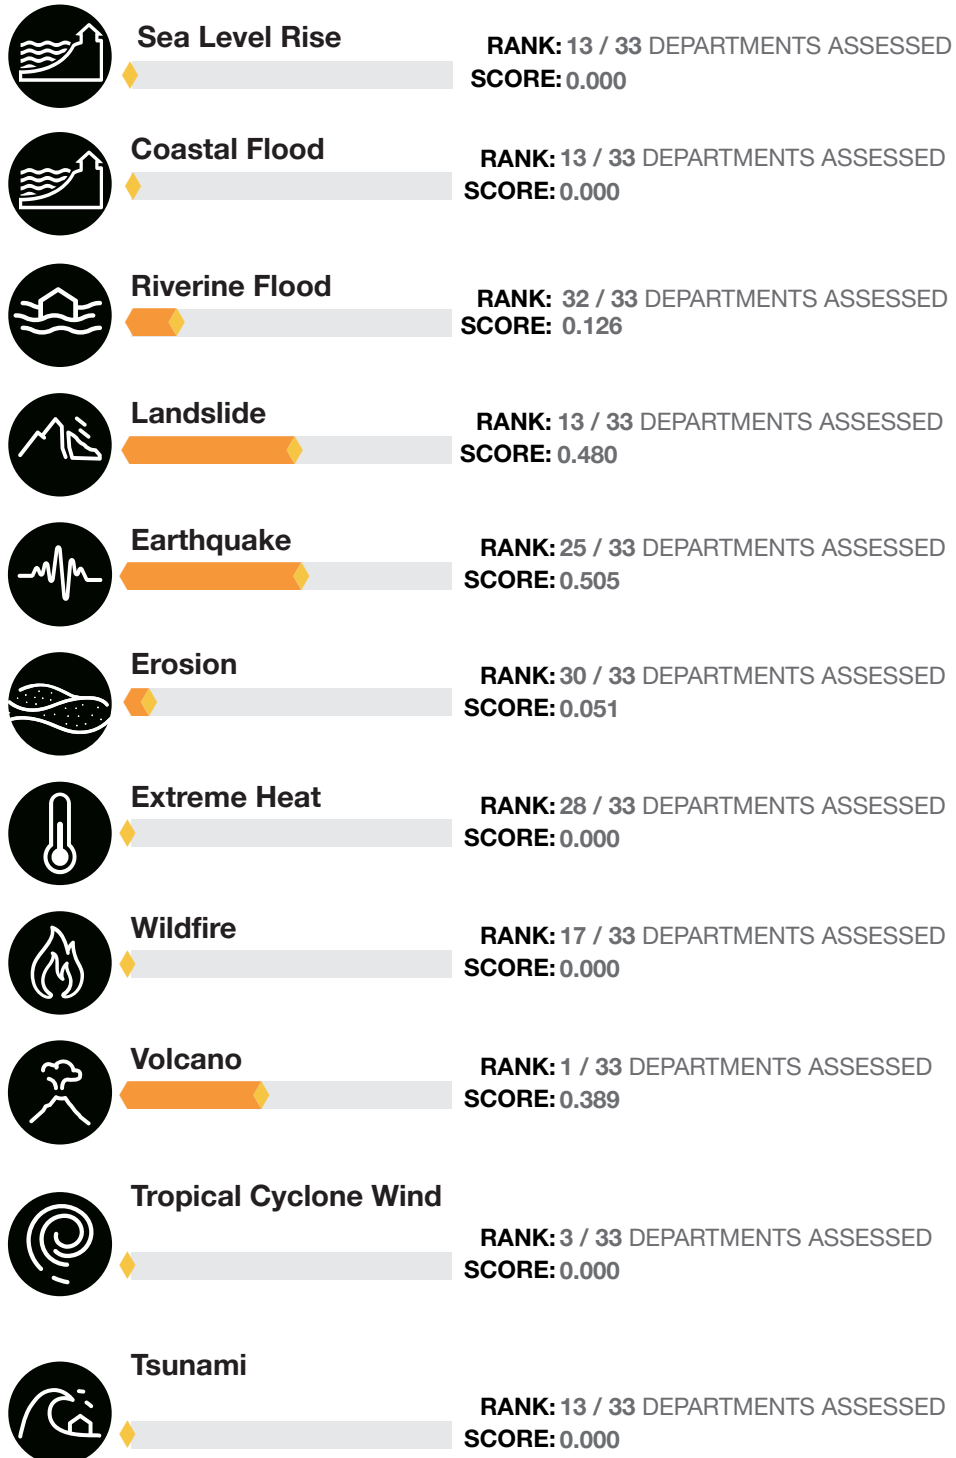 Sea Level Rise
RANK: 13 / 33 DEPARTMENTS ASSESSED
SCORE: 0.000
Coastal Flood
RANK: 13 / 33 DEPARTMENTS ASSESSED
SCORE: 0.000
Riverine Flood
RANK: 32 / 33 DEPARTMENTS ASSESSED
SCORE: 0.126
Landslide
RANK: 13 / 33 DEPARTMENTS ASSESSED
SCORE: 0.480
Earthquake
RANK: 25 / 33 DEPARTMENTS ASSESSED
SCORE: 0.505
Erosion
RANK: 30 / 33 DEPARTMENTS ASSESSED
SCORE: 0.051
Extreme Heat
RANK: 28 / 33 DEPARTMENTS ASSESSED
SCORE: 0.000
Wildfire
RANK: 17 / 33 DEPARTMENTS ASSESSED
SCORE: 0.000
Volcano
RANK: 1 / 33 DEPARTMENTS ASSESSED
SCORE: 0.389
Tropical Cyclone Wind
RANK: 3 / 33 DEPARTMENTS ASSESSED
SCORE: 0.000
Tsunami
RANK: 13 / 33 DEPARTMENTS ASSESSED
SCORE: 0.000